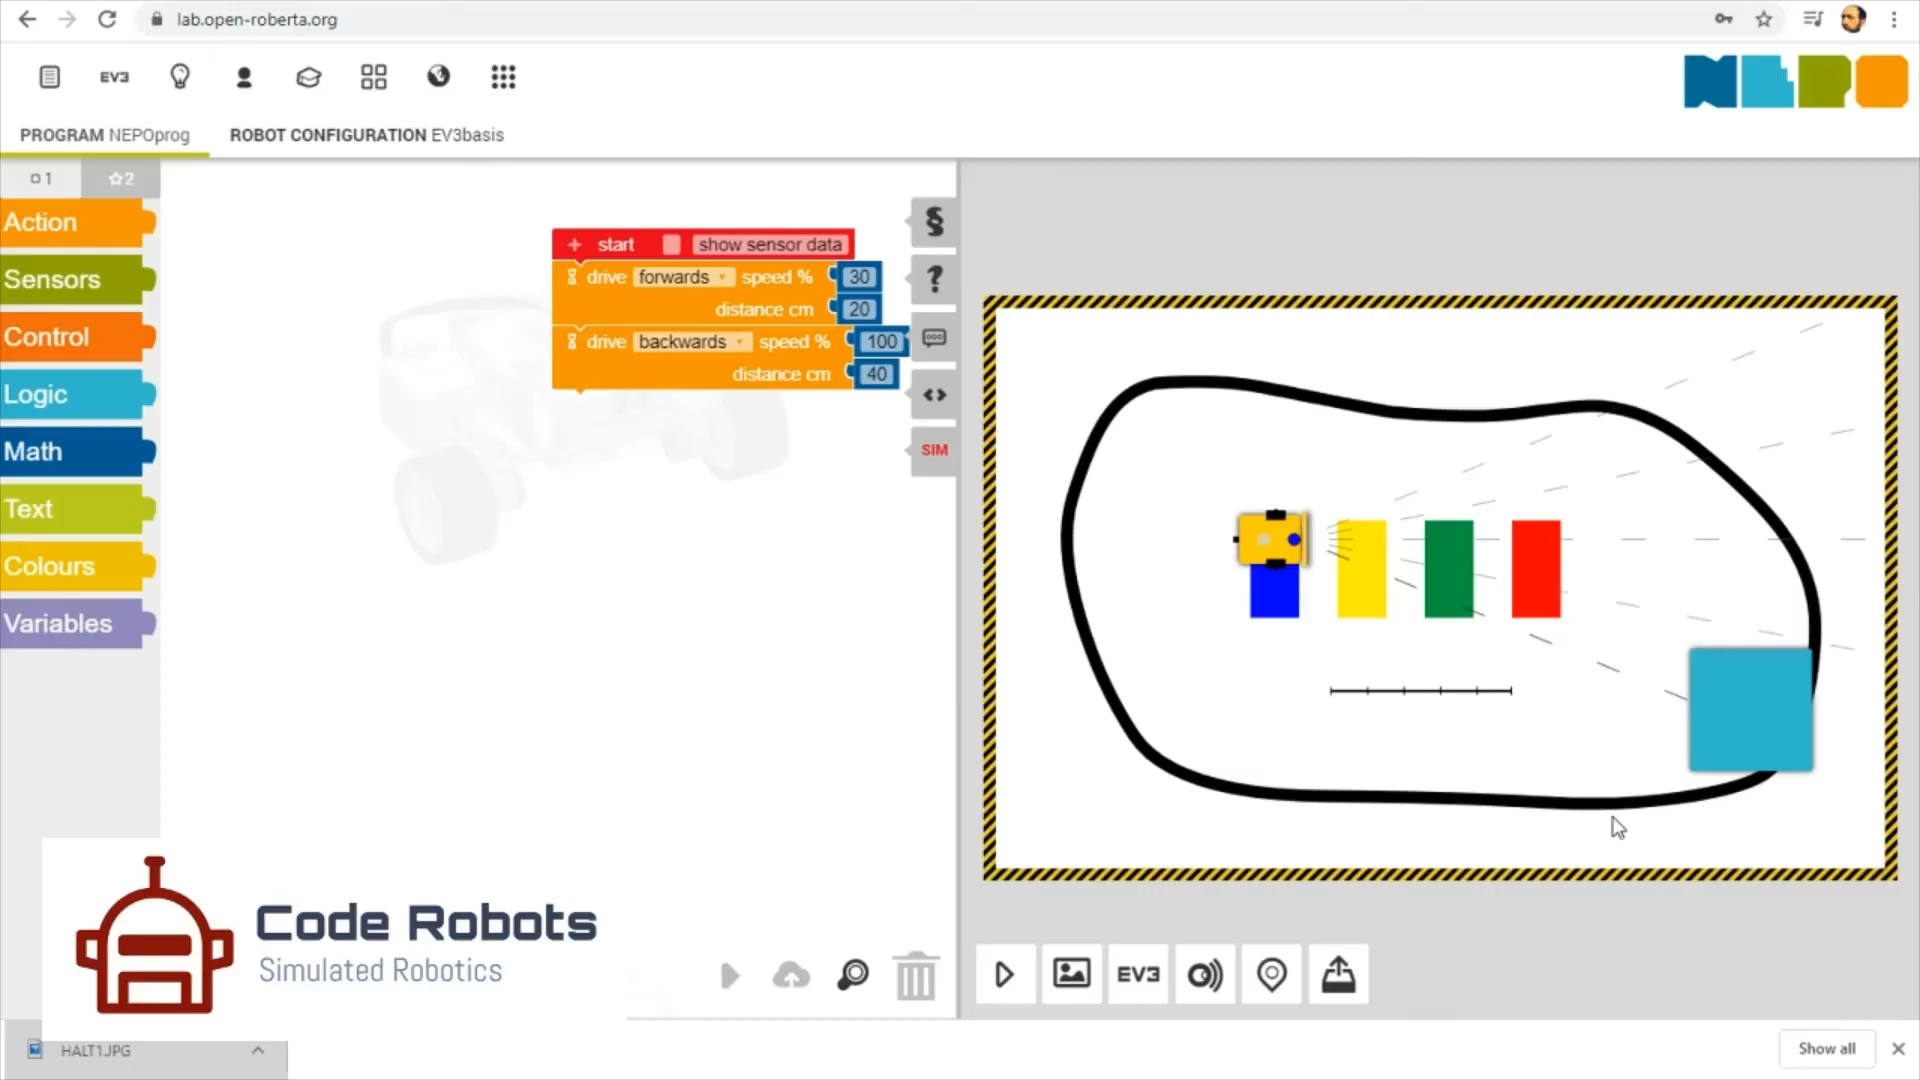 lab.open-roberta.org
EV3
PROGRAM NEPOprog
ROBOT CONFIGURATION EV3basis
1
2
Action
Sensors
Control
Logic
Math
Text
Colours
Variables
+ start show sensor data
drive forwards speed % 30
distance cm 20
drive backwards speed % 100
distance cm 40
§
?
SIM
EV3
Code Robots
Simulated Robotics
HALT1.JPG
Show all